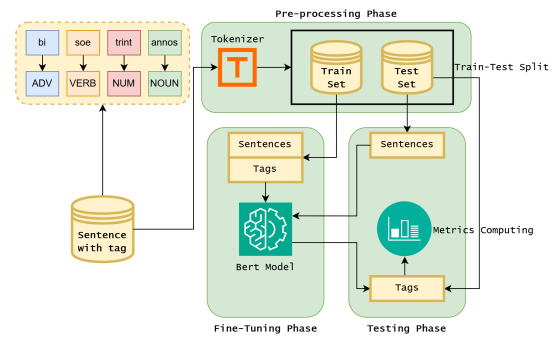 Pre-processing Phase
bi soe trint annos
ADV VERB NUM NOUN
Tokenizer
T
Train
Set
Test
Set
Train-Test Split
Sentence
with tag
Sentences
Tags
Bert Model
Fine-Tuning Phase
Sentences
Metrics Computing
Tags
Testing Phase